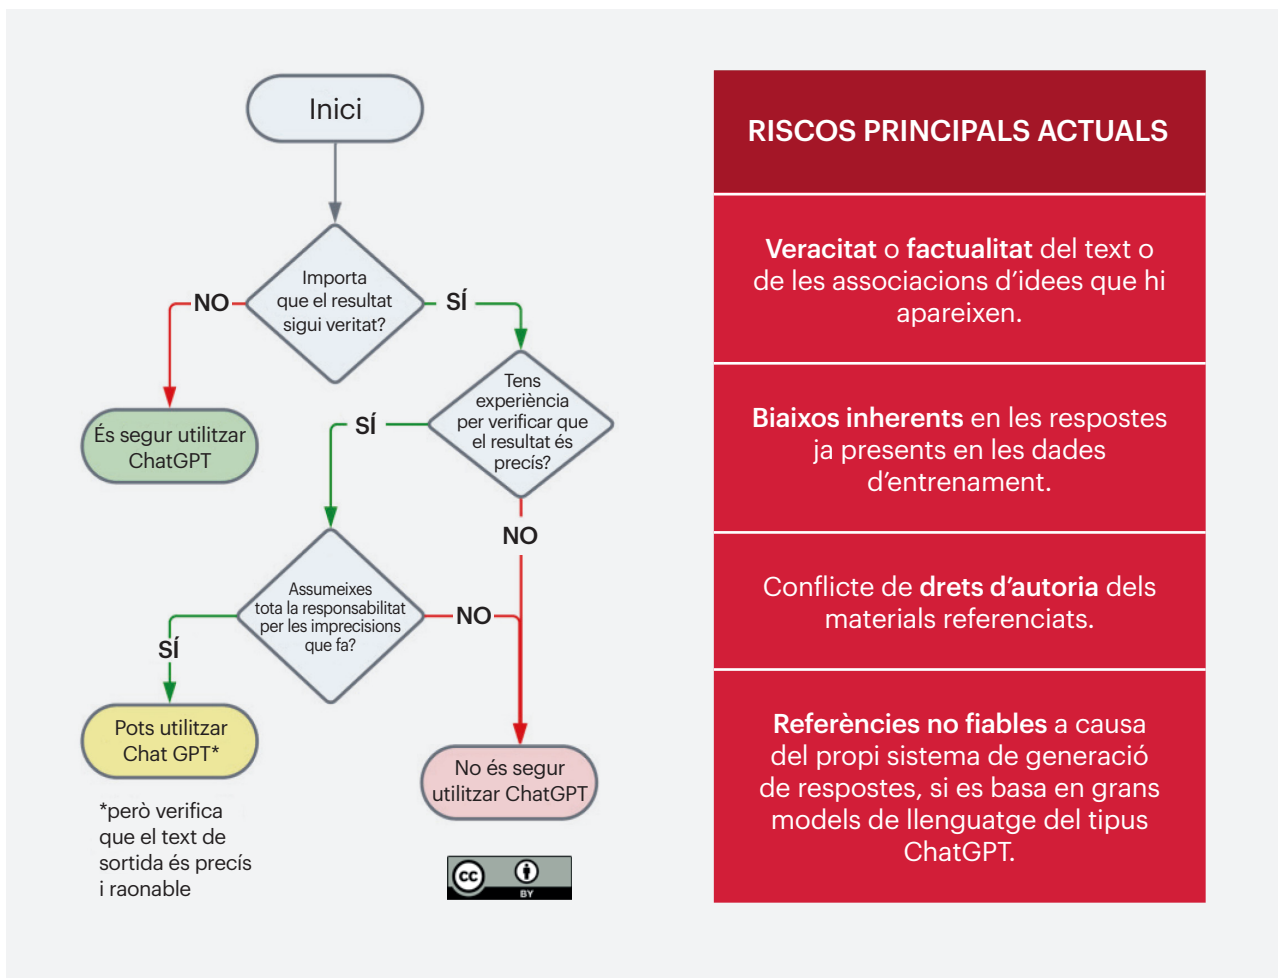 Inici
Importa
que el resultat
sigui veritat?
NO
SÍ
És segur utilitzar
ChatGPT
Tens
experiència
per verificar que
el resultat és
precís?
SÍ
NO
Assumeixes
tota la responsabilitat
per les imprecisions
que fa?
SÍ
NO
Pots utilitzar
Chat GPT*
No és segur
utilitzar ChatGPT
*però verifica
que el text de
sortida és precís
i raonable
cc
BY
RISCOS PRINCIPALS ACTUALS
Veracitat o factualitat del text o
de les associacions d’idees que hi
apareixen.
Biaixos inherents en les respostes
ja presents en les dades
d’entrenament.
Conflicte de drets d’autoria dels
materials referenciats.
Referències no fiables a causa
del propi sistema de generació
de respostes, si es basa en grans
models de llenguatge del tipus
ChatGPT.